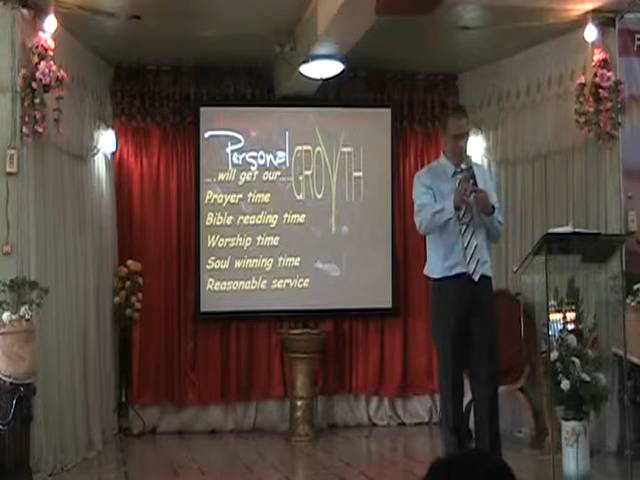 Personal GROWTH
...will get our...
Prayer time
Bible reading time
Worship time
Soul winning time
Reasonable service